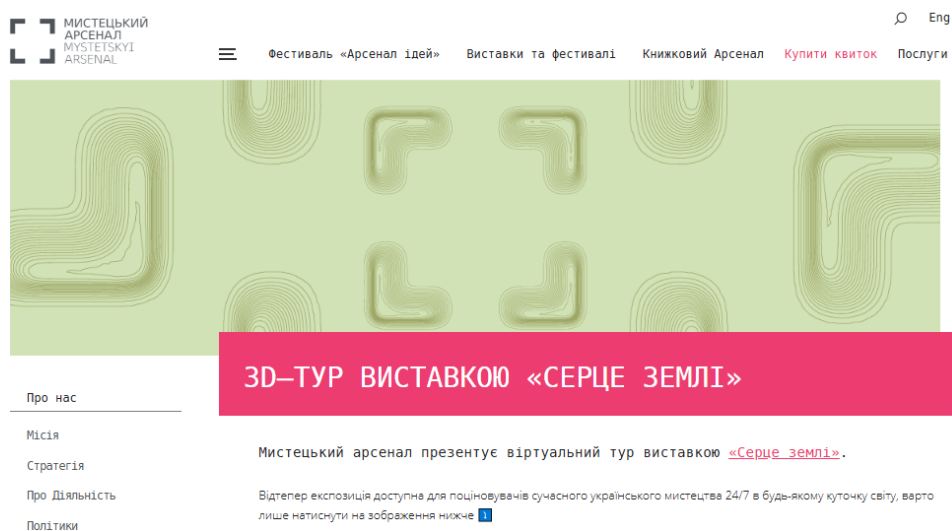 МИСТЕЦЬКИЙ
АРСЕНАЛ
MYSTETSKYI
ARSENAL
Eng
Фестиваль «Арсенал ідей» Виставки та фестивалі Книжковий Арсенал Купити квиток Послуги
3D–ТУР ВИСТАВКОЮ «СЕРЦЕ ЗЕМЛІ»
Про нас
Місія
Стратегія
Про Діяльність
Політики
Мистецький арсенал презентує віртуальний тур виставкою «Серце землі».
Відтепер експозиція доступна для поціновувачів сучасного українського мистецтва 24/7 в будь-якому куточку світу, варто
лише натиснути на зображення нижче ⬇